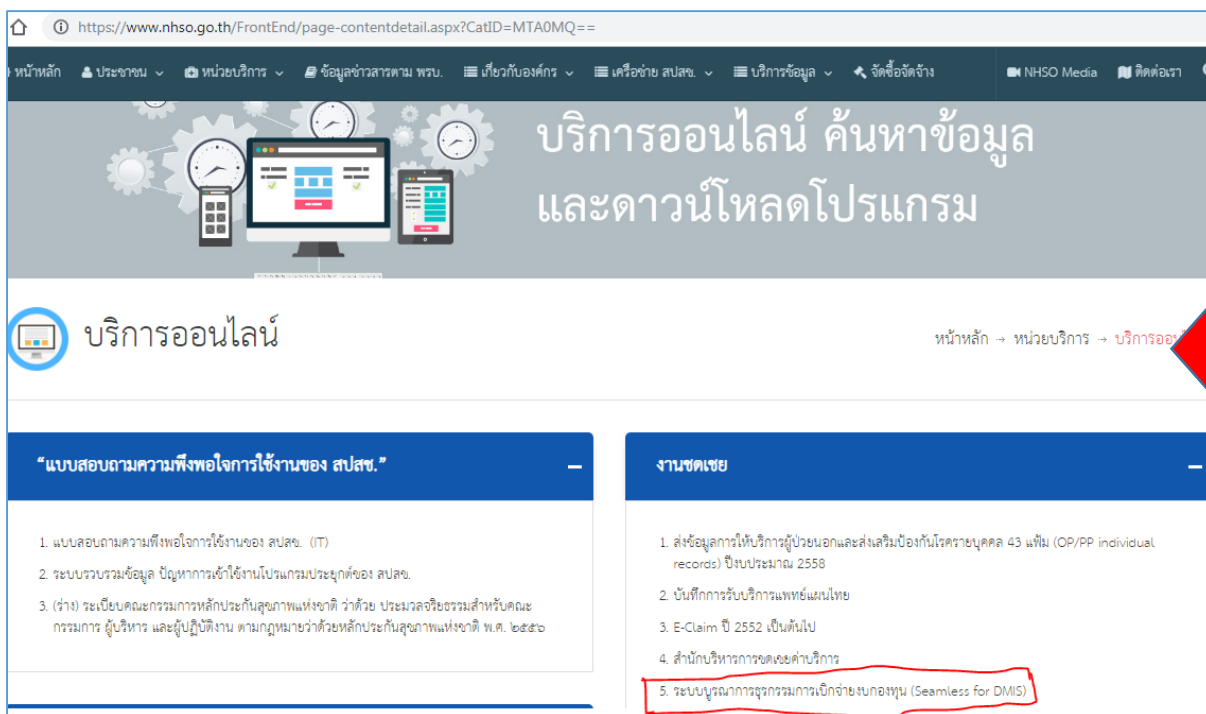 https://www.nhso.go.th/FrontEnd/page-contentdetail.aspx?CatID=MTA0MQ==
หน้าหลัก ประชาชน หน่วยบริการ ข้อมูลข่าวสารตาม พรบ. เกี่ยวกับองค์กร เครือข่าย สปสช. บริการข้อมูล จัดซื้อจัดจ้าง NHSO Media ติดต่อเรา
บริการออนไลน์ ค้นหาข้อมูล
และดาวน์โหลดโปรแกรม
บริการออนไลน์
หน้าหลัก → หน่วยบริการ →
“แบบสอบถามความพึงพอใจการใช้งานของ สปสช.”
1. แบบสอบถามความพึงพอใจการใช้งานของ สปสช. (IT)
2. ระบบรวบรวมข้อมูล ปัญหาการเข้าใช้งานโปรแกรมประยุกต์ของ สปสช.
3. (ร่าง) ระเบียบคณะกรรมการหลักประกันสุขภาพแห่งชาติ ว่าด้วย ประมวลจริยธรรมสำหรับคณะ
กรรมการ ผู้บริหาร และผู้ปฏิบัติงาน ตามกฎหมายว่าด้วยหลักประกันสุขภาพแห่งชาติ พ.ศ. ๒๕๕๖
งานชดเชย
1. ส่งข้อมูลการให้บริการผู้ป่วยนอกและส่งเสริมป้องกันโรครายบุคคล 43 แฟ้ม (OP/PP individual
records) ปีงบประมาณ 2558
2. บันทึกการรับบริการแพทย์แผนไทย
3. E-Claim ปี 2552 เป็นต้นไป
4. สำนักบริหารการชดเชยค่าบริการ
5. ระบบบูรณาการธุรกรรมการเบิกจ่ายงบกองทุน (Seamless for DMIS)